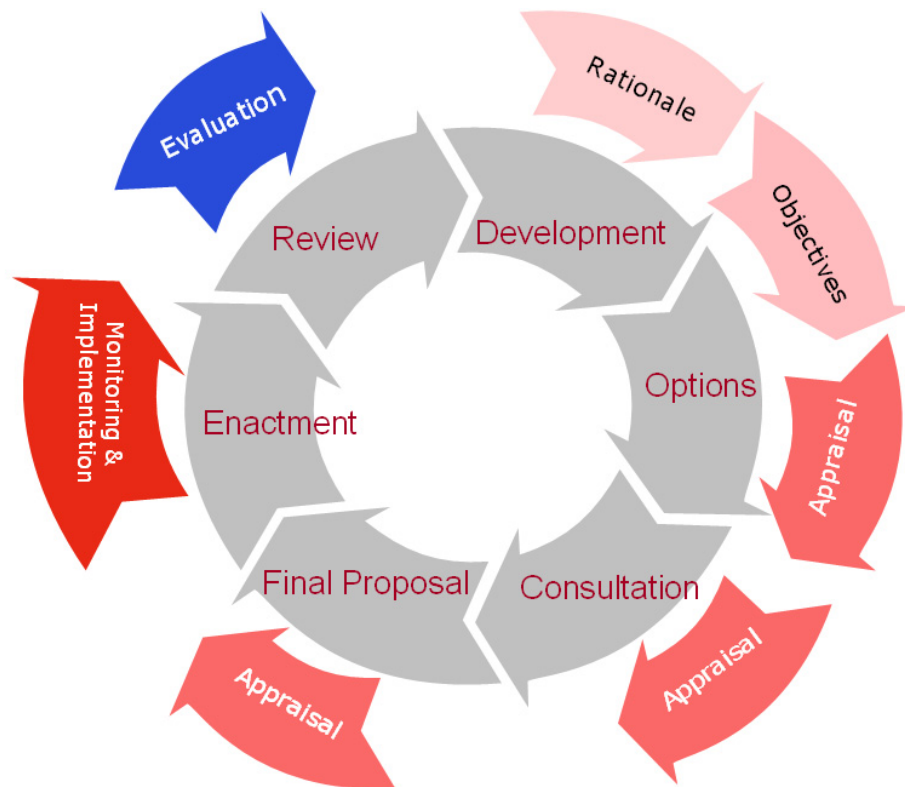 Rationale
Objectives
Appraisal
Appraisal
Appraisal
Monitoring &
Implementation
Evaluation
Development
Options
Consultation
Final Proposal
Enactment
Review